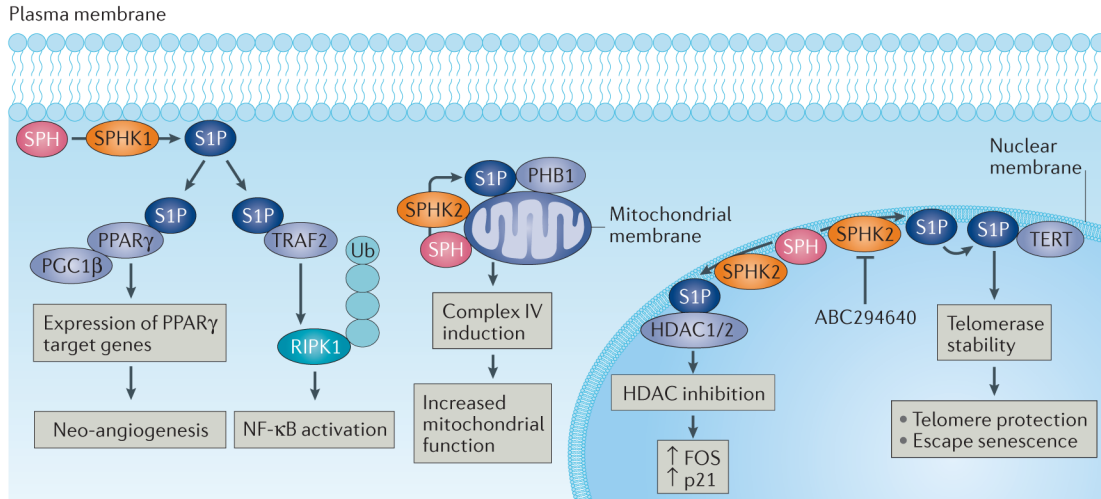 Plasma membrane
SPH
SPHK1
S1P
S1P
PPARγ
PGC1β
Expression of PPARγ
target genes
Neo-angiogenesis
S1P
TRAF2
Ub
RIPK1
NF-κB activation
S1P
PHB1
SPHK2
SPH
Mitochondrial
membrane
Complex IV
induction
Increased
mitochondrial
function
Nuclear
membrane
SPH
SPHK2
S1P
S1P
TERT
SPHK2
S1P
HDAC1/2
ABC294640
HDAC inhibition
↑ FOS
↑ p21
Telomerase
stability
• Telomere protection
• Escape senescence